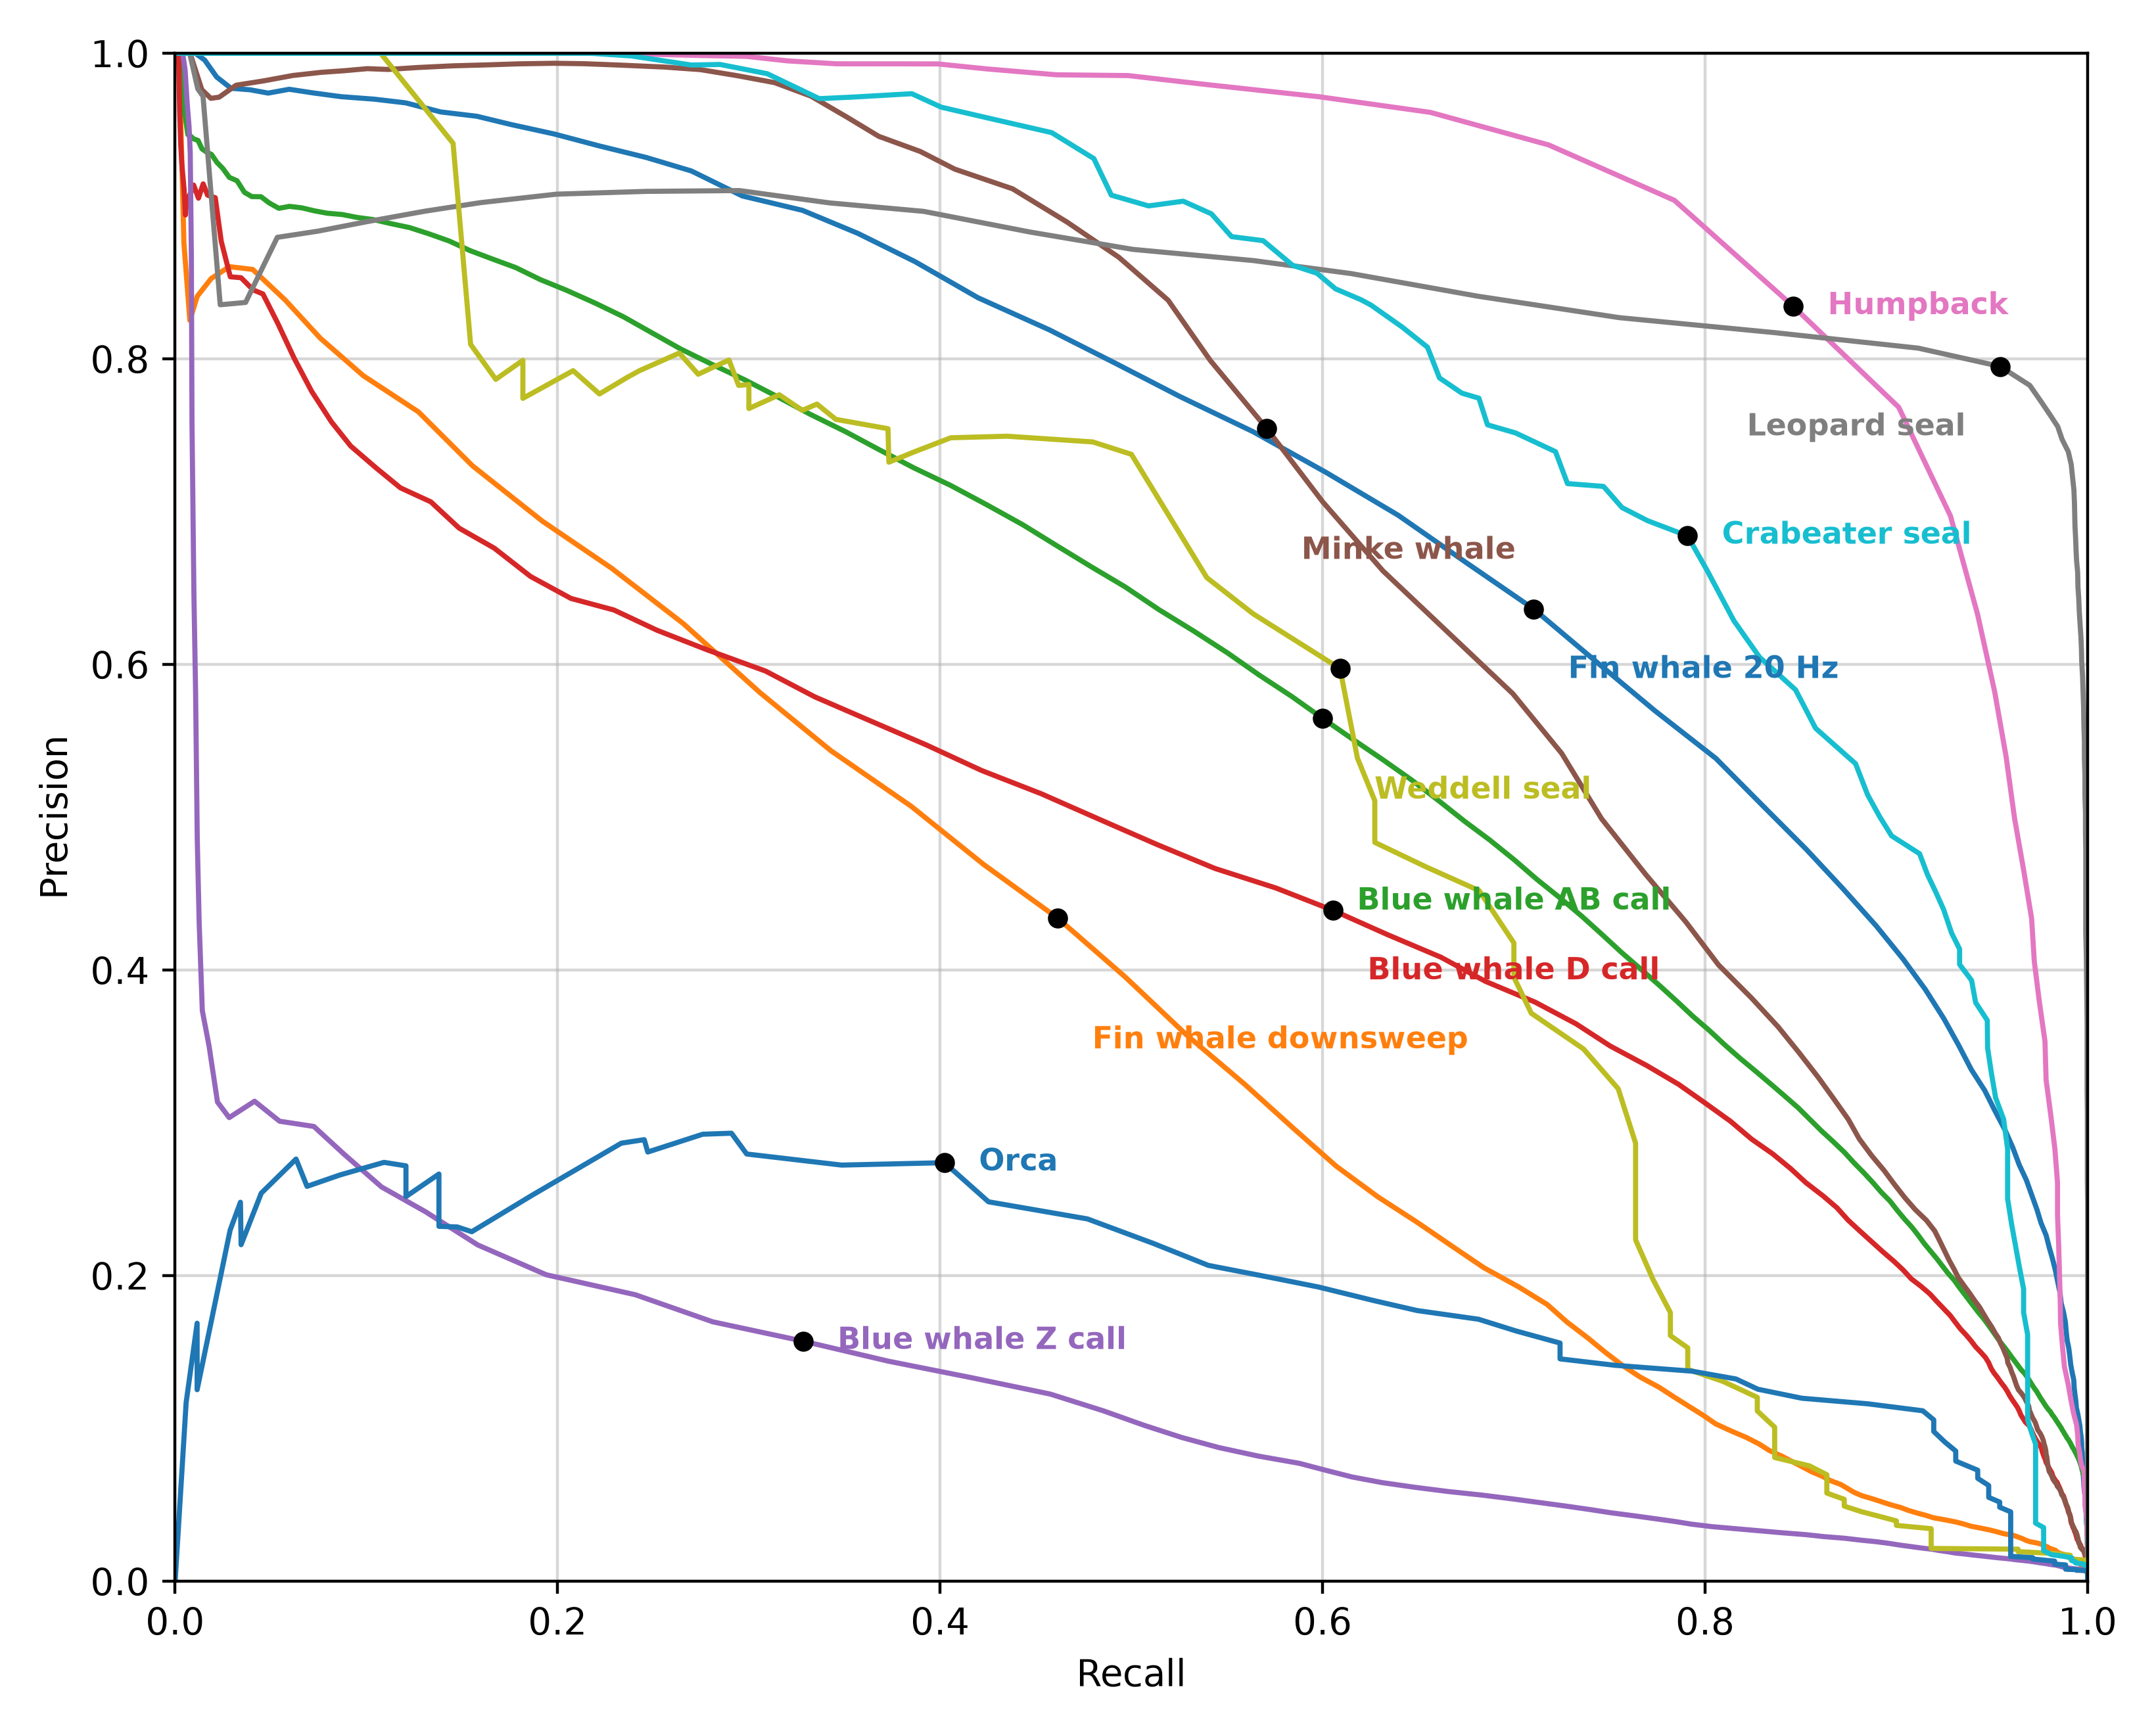 1.0
0.8
0.6
0.4
0.2
0.0
Precision
Humpback
Leopard seal
Crabeater seal
Minke whale
Fin whale 20 Hz
Weddell seal
Blue whale AB call
Blue whale D call
Fin whale downsweep
Orca
Blue whale Z call
0.0 0.2 0.4 0.6 0.8 1.0
Recall